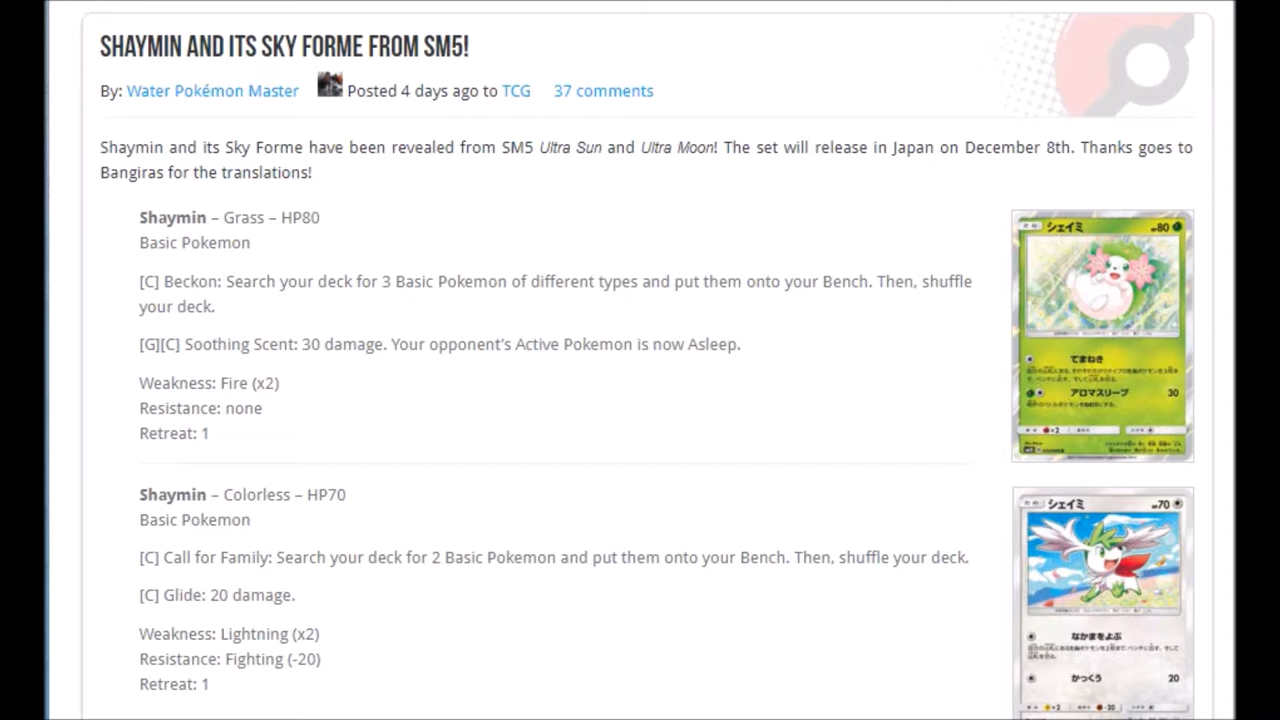 SHAYMIN AND ITS SKY FORME FROM SM5!
By: Water Pokémon Master Posted 4 days ago to TCG 37 comments
Shaymin and its Sky Forme have been revealed from SM5 Ultra Sun and Ultra Moon! The set will release in Japan on December 8th. Thanks goes to
Bangiras for the translations!
Shaymin – Grass – HP80
Basic Pokemon
[C] Beckon: Search your deck for 3 Basic Pokemon of different types and put them onto your Bench. Then, shuffle
your deck.
[G][C] Soothing Scent: 30 damage. Your opponent's Active Pokemon is now Asleep.
Weakness: Fire (x2)
Resistance: none
Retreat: 1
シェイミ HP80
てまねき
アロマスリープ 30
×2
Shaymin – Colorless – HP70
Basic Pokemon
[C] Call for Family: Search your deck for 2 Basic Pokemon and put them onto your Bench. Then, shuffle your deck.
[C] Glide: 20 damage.
Weakness: Lightning (x2)
Resistance: Fighting (-20)
Retreat: 1
シェイミ HP70
なかまをよぶ
かっくう 20
×2 -20